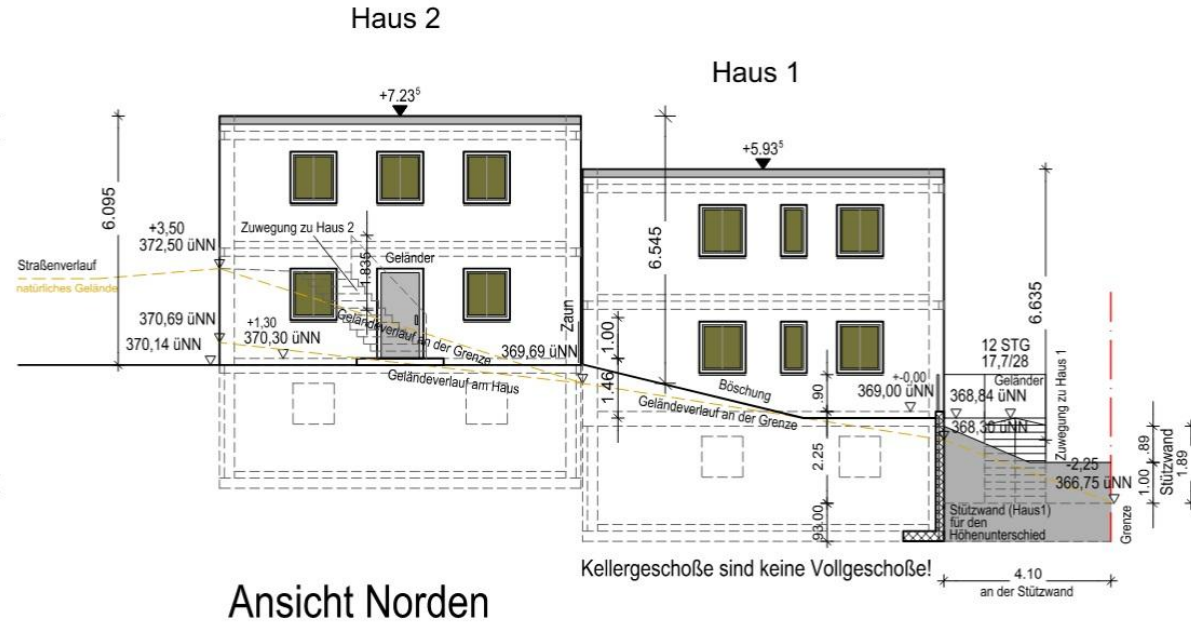 Haus 2
Haus 1
+7.23⁵
+5.93⁵
6.095
+3,50
372,50 üNN
Zuwegung zu Haus 2
1.835
Geländer
6.545
Straßenverlauf
natürliches Gelände
6.635
370,69 üNN
370,14 üNN
+1,30
370,30 üNN
Geländeverlauf an der Grenze
369,69 üNN
Zaun
1.00
12 STG
17,7/28
Geländer
Zuwegung zu Haus 1
Geländeverlauf am Haus
1.46
Böschung
Geländeverlauf an der Grenze
.90
+-0,00
369,00 üNN
368,84 üNN
368,30 üNN
2.25
-2,25
366,75 üNN
.89
1.00
Stützwand
1.89
Stützwand (Haus1)
für den
Höhenunterschied
Grenze
Kellergeschoße sind keine Vollgeschoße!
4.10
an der Stützwand
Ansicht Norden